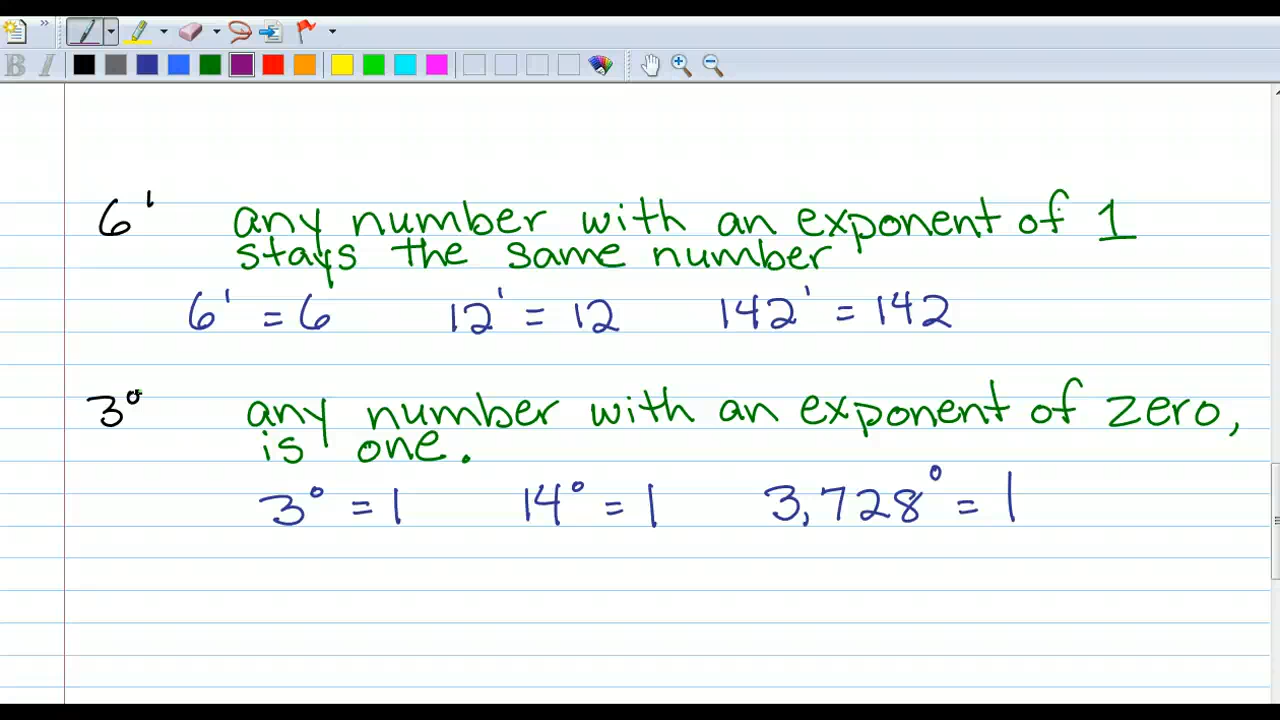 B I
6¹ any number with an exponent of 1
stays the same number
6¹ = 6 12¹ = 12 142¹ = 142
3⁰ any number with an exponent of zero,
is one.
3⁰ = 1 14⁰ = 1 3,728⁰ = 1